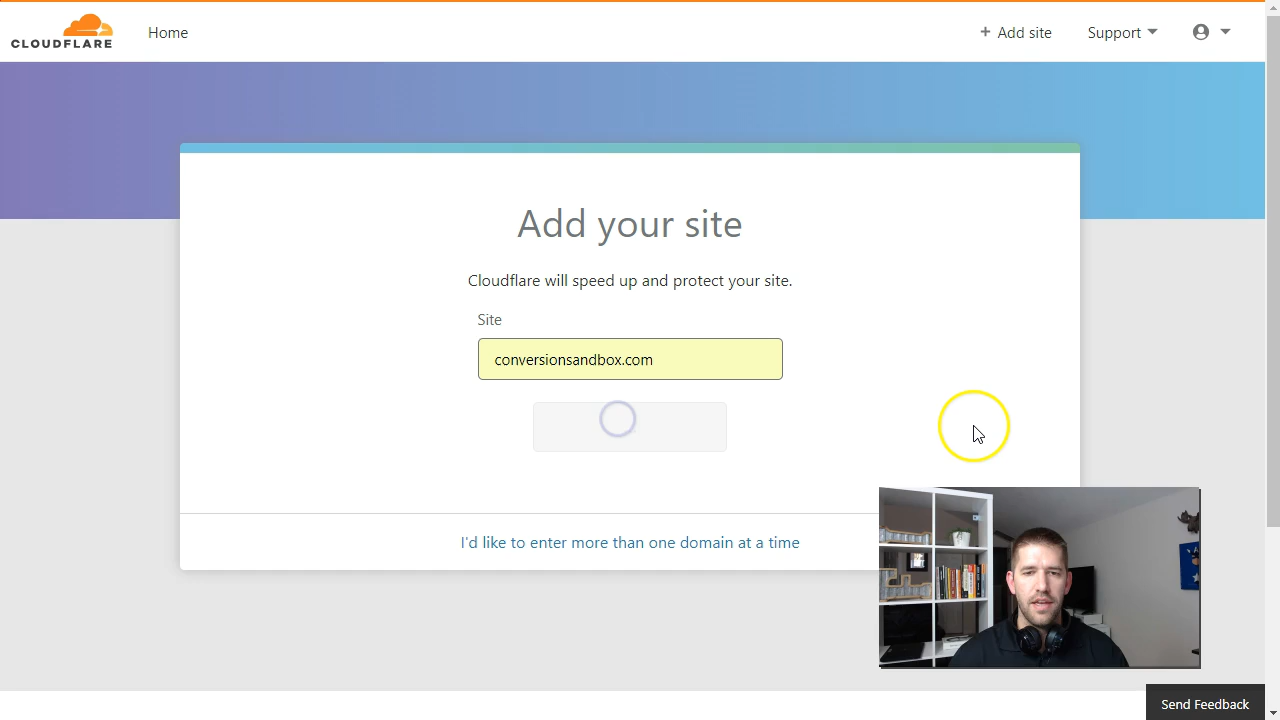 CLOUDFLARE
Home
+ Add site
Support
Add your site
Cloudflare will speed up and protect your site.
Site
conversionsandbox.com
I'd like to enter more than one domain at a time
Send Feedback